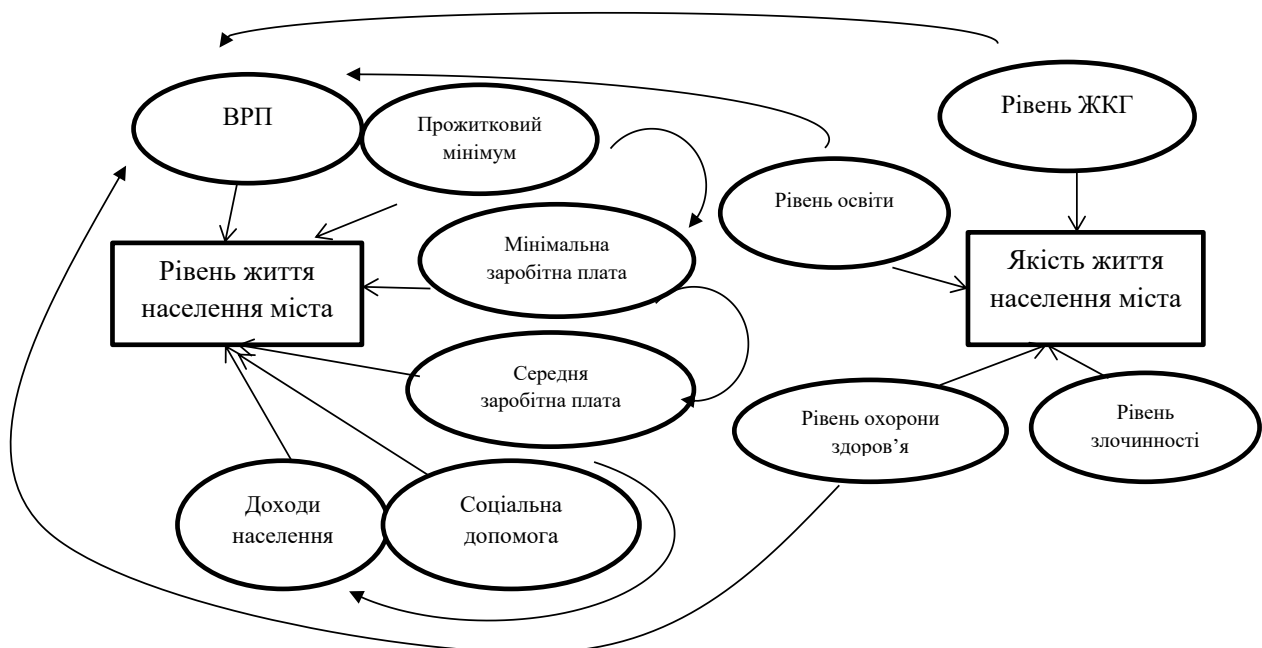 ВРП
Прожитковий
мінімум
Рівень ЖКГ
Рівень освіти
Мінімальна
заробітна плата
Рівень життя
населення міста
Якість життя
населення міста
Середня
заробітна плата
Рівень охорони
здоров’я
Рівень
злочинності
Доходи
населення
Соціальна
допомога